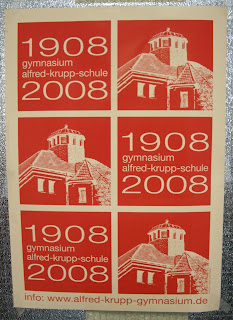 1908
gymnasium
alfred-krupp-schule
2008
1908
gymnasium
alfred-krupp-schule
2008
1908
gymnasium
alfred-krupp-schule
2008
info: www.alfred-krupp-gymnasium.de